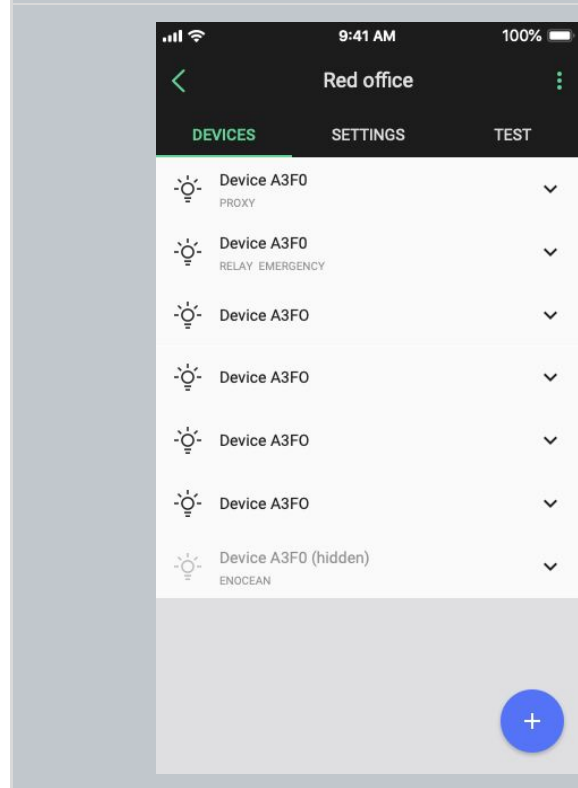 9:41 AM
100%
Red office
DEVICES
SETTINGS
TEST
Device A3F0
PROXY
Device A3F0
RELAY EMERGENCY
Device A3FO
Device A3FO
Device A3FO
Device A3FO
Device A3F0 (hidden)
ENOCEAN
+